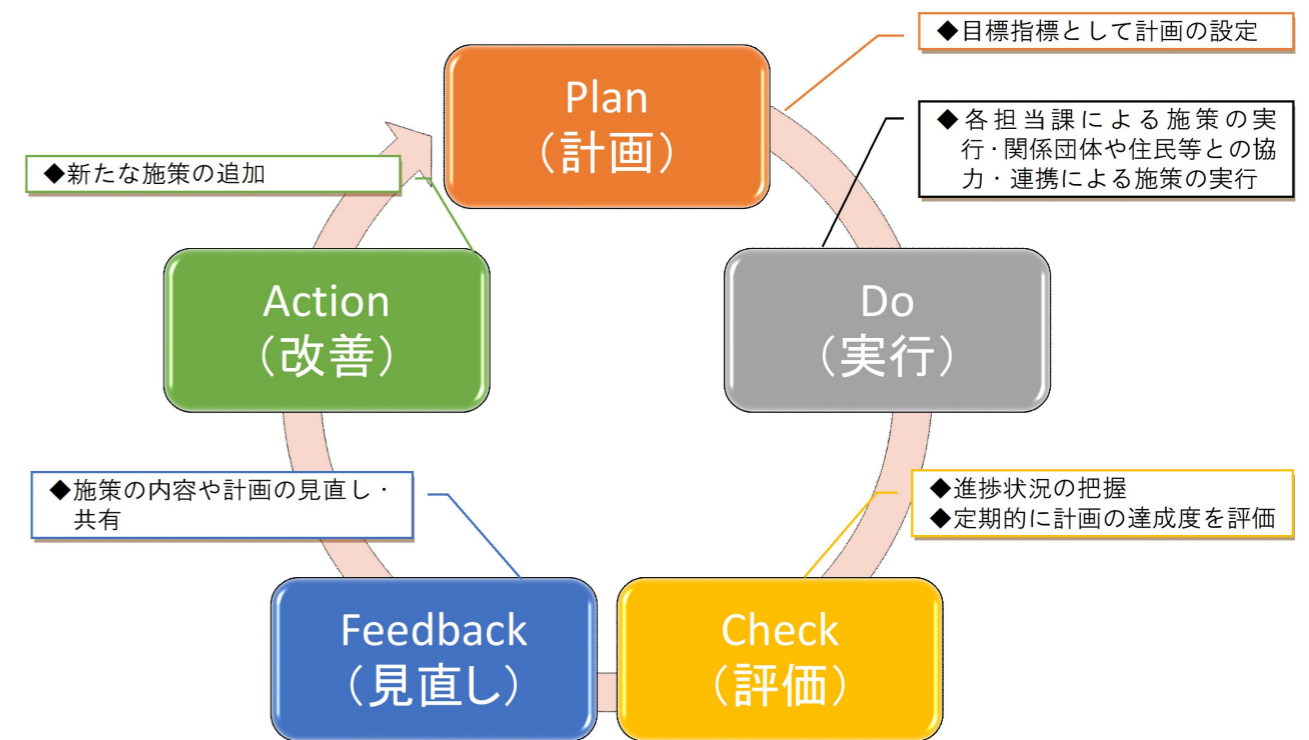 Plan
（計画）
◆目標指標として計画の設定
Do
（実行）
◆各担当課による施策の実
行・関係団体や住民等との協
力・連携による施策の実行
Check
（評価）
◆進捗状況の把握
◆定期的に計画の達成度を評価
Feedback
（見直し）
◆施策の内容や計画の見直し・
共有
Action
（改善）
◆新たな施策の追加